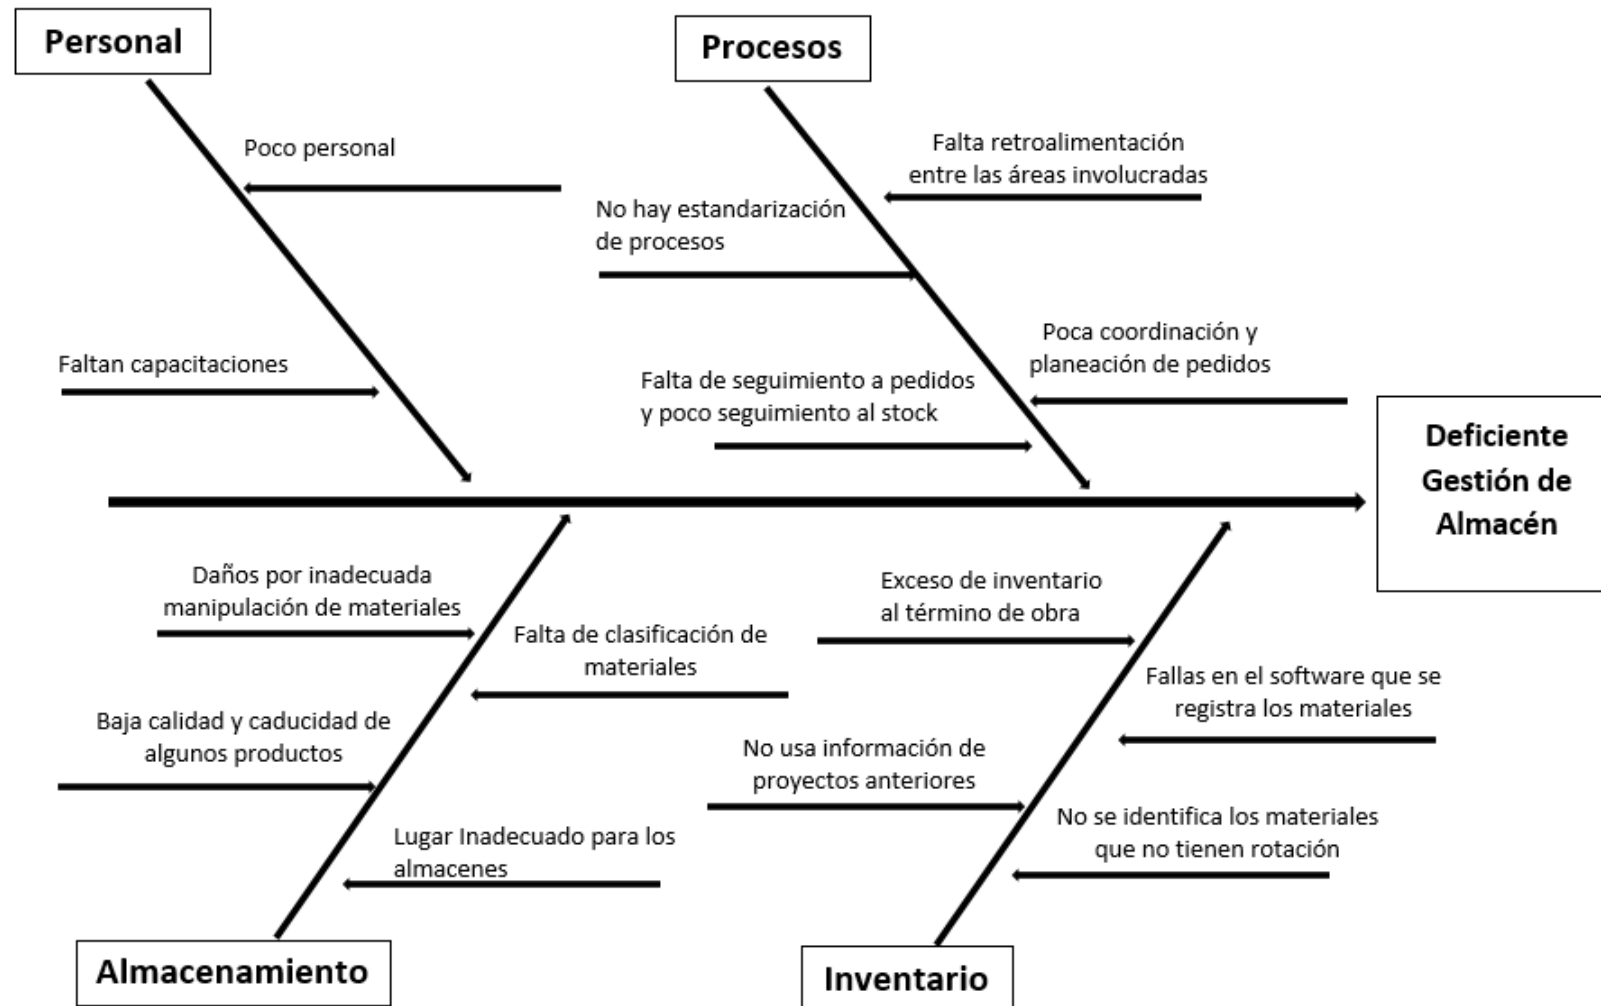 Personal
Procesos
Poco personal
Falta retroalimentación
entre las áreas involucradas
No hay estandarización
de procesos
Faltan capacitaciones
Poca coordinación y
planeación de pedidos
Falta de seguimiento a pedidos
y poco seguimiento al stock
Deficiente
Gestión de
Almacén
Daños por inadecuada
manipulación de materiales
Falta de clasificación de
materiales
Exceso de inventario
al término de obra
Fallas en el software que se
registra los materiales
Baja calidad y caducidad de
algunos productos
No usa información de
proyectos anteriores
Lugar Inadecuado para los
almacenes
No se identifica los materiales
que no tienen rotación
Almacenamiento
Inventario